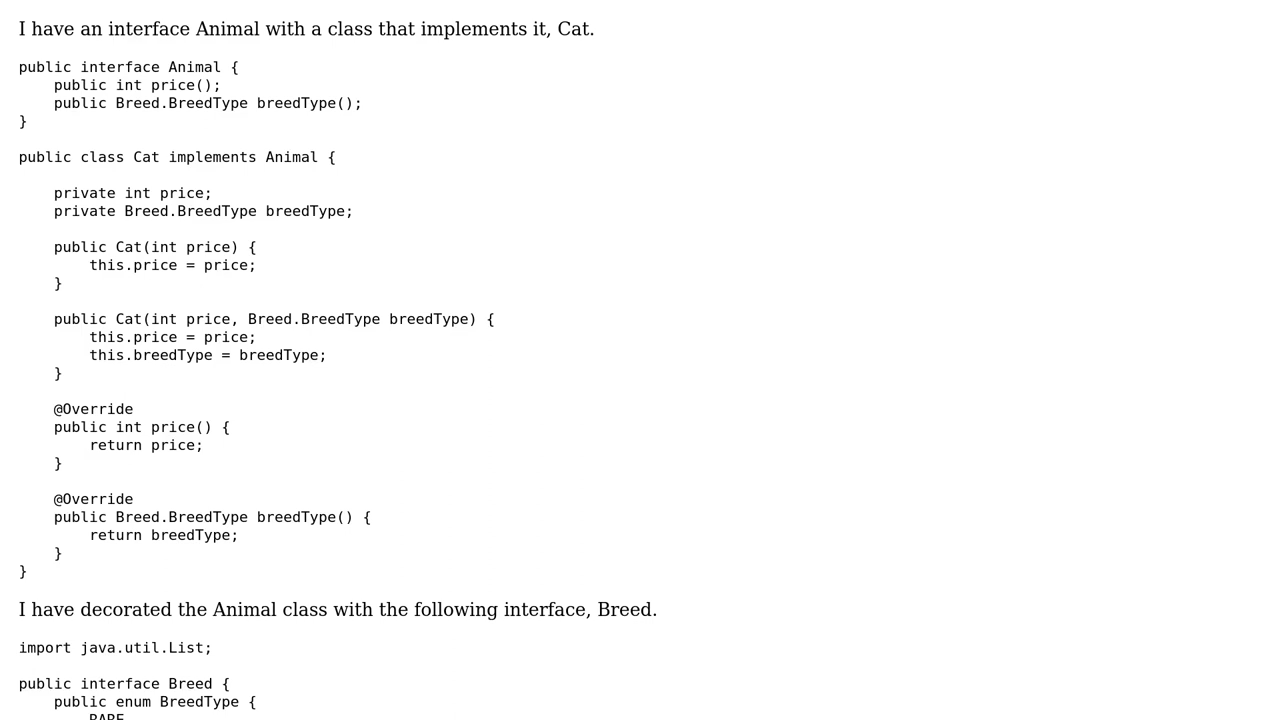 I have an interface Animal with a class that implements it, Cat.
public interface Animal {
    public int price();
    public Breed.BreedType breedType();
}
public class Cat implements Animal {
    private int price;
    private Breed.BreedType breedType;
    public Cat(int price) {
        this.price = price;
    }
    public Cat(int price, Breed.BreedType breedType) {
        this.price = price;
        this.breedType = breedType;
    }
    @Override
    public int price() {
        return price;
    }
    @Override
    public Breed.BreedType breedType() {
        return breedType;
    }
}
I have decorated the Animal class with the following interface, Breed.
import java.util.List;
public interface Breed {
    public enum BreedType {